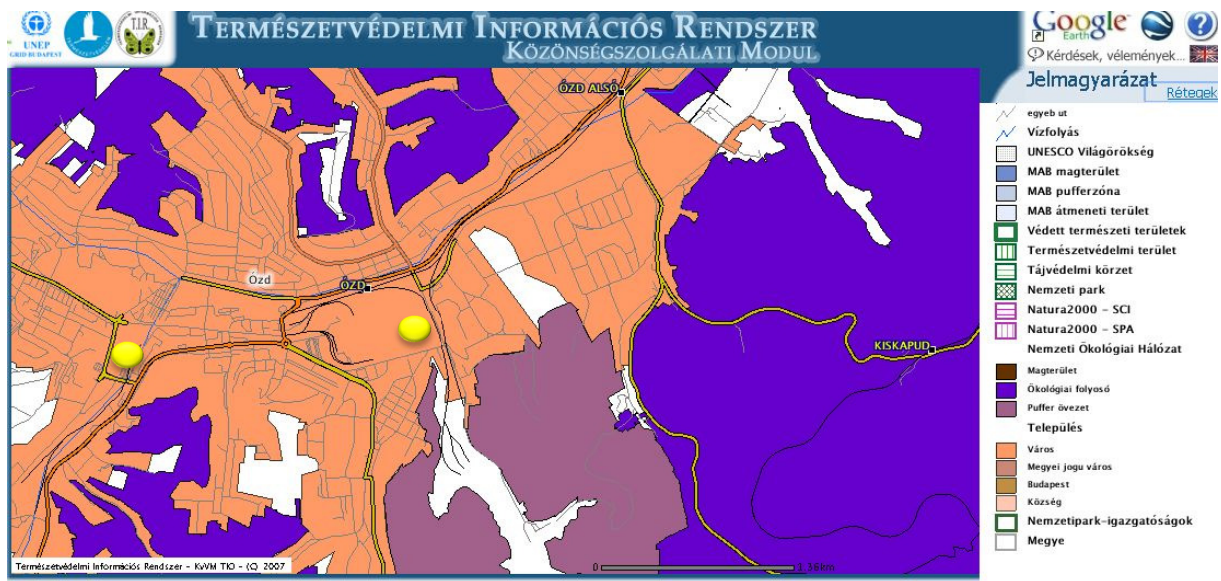 UNEP
GRID BUDAPEST
T.I.R.
TERMÉSZETVÉDELMI INFORMÁCIÓS RENDSZER
KÖZÖNSÉGSZOLGÁLATI MODUL
Google
Earth
Kérdések, vélemények...
Jelmagyarázat
Rétegek
ÓZD ALSÓ
Ózd
ÓZD
KISKAPUD
Természetvédelmi Információs Rendszer - KvVM TIO - (C) 2007
0
1.36km
egyeb ut
Vízfolyás
UNESCO Világörökség
MAB magterület
MAB pufferzóna
MAB átmeneti terület
Védett természeti területek
Természetvédelmi terület
Tájvédelmi körzet
Nemzeti park
Natura2000 - SCI
Natura2000 - SPA
Nemzeti Ökológiai Hálózat
Magterület
Ökológiai folyosó
Puffer övezet
Település
Város
Megyei jogu város
Budapest
Község
Nemzetipark-igazgatóságok
Megye